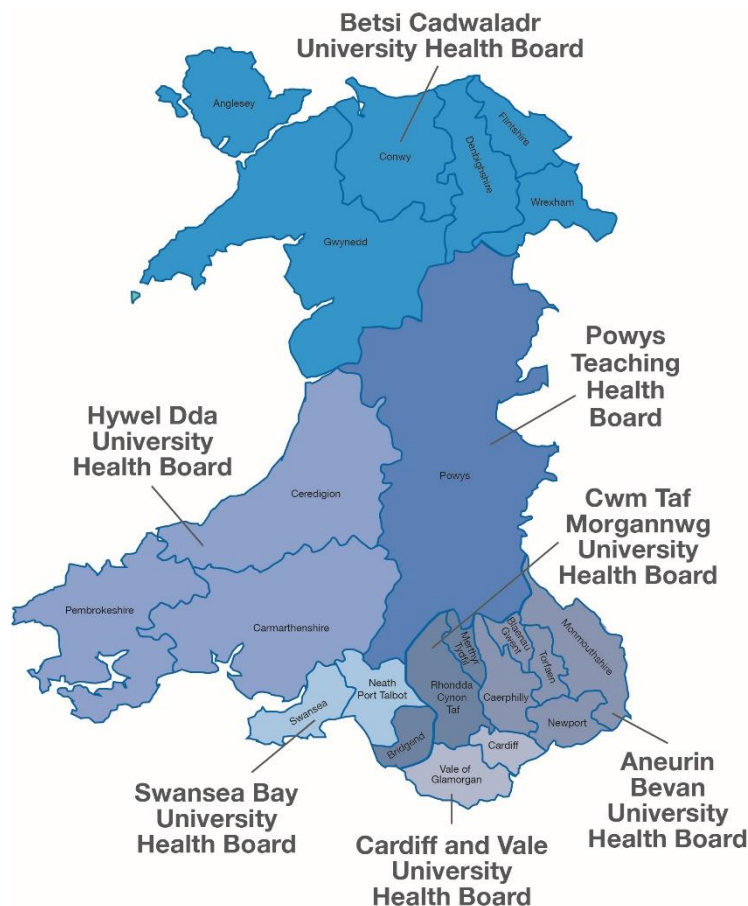 Betsi Cadwaladr
University Health Board
Anglesey
Conwy
Denbighshire
Flintshire
Wrexham
Gwynedd
Powys
Teaching
Health
Board
Hywel Dda
University
Health Board
Ceredigion
Powys
Cwm Taf
Morgannwg
University
Health Board
Pembrokeshire
Carmarthenshire
Swansea
Neath
Port Talbot
Bridgend
Rhondda
Cynon
Taf
Merthyr
Tydfil
Caerphilly
Blaenau
Gwent
Torfaen
Monmouthshire
Newport
Cardiff
Vale of
Glamorgan
Swansea Bay
University
Health Board
Cardiff and Vale
University
Health Board
Aneurin
Bevan
University
Health Board